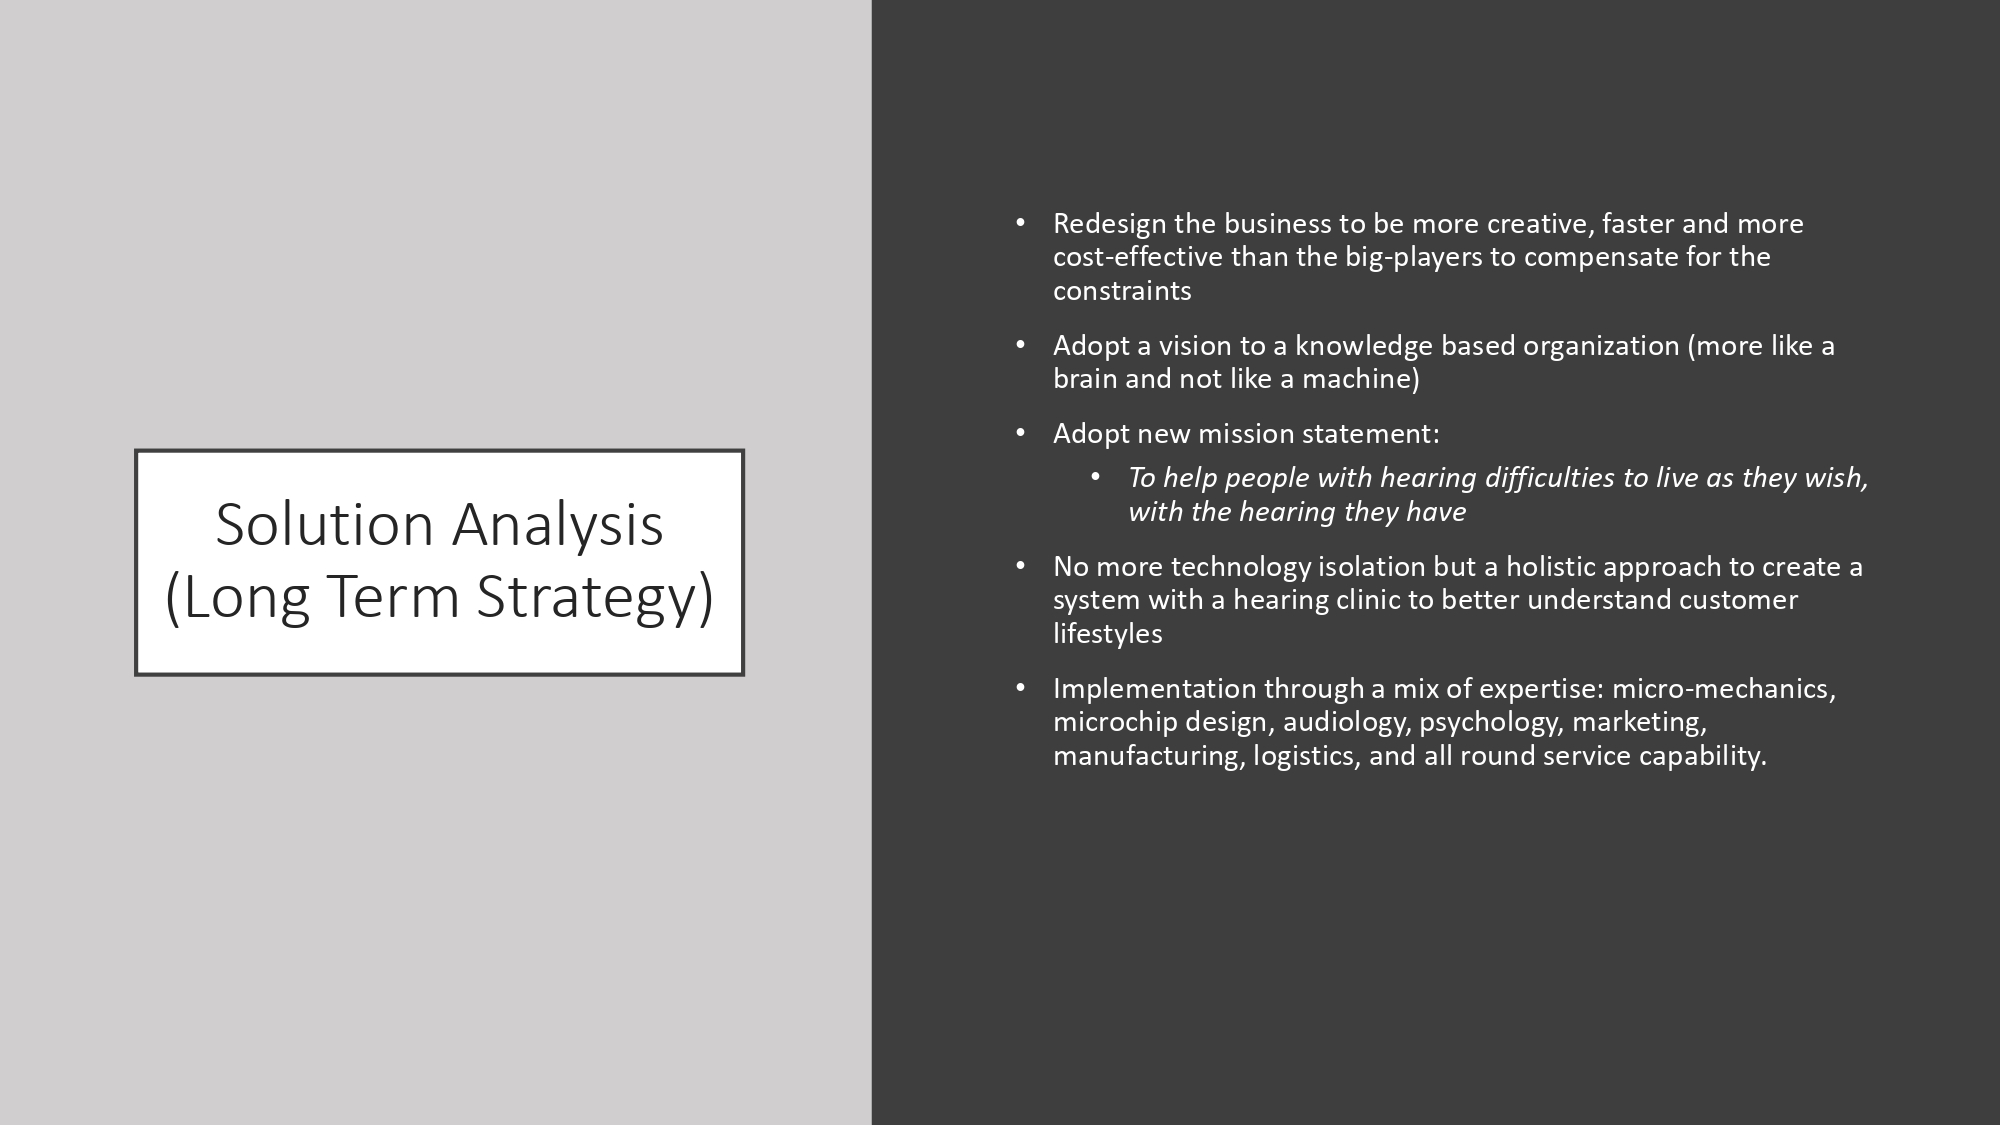 Solution Analysis
(Long Term Strategy)
• Redesign the business to be more creative, faster and more
cost-effective than the big-players to compensate for the
constraints
• Adopt a vision to a knowledge based organization (more like a
brain and not like a machine)
• Adopt new mission statement:
• To help people with hearing difficulties to live as they wish,
with the hearing they have
• No more technology isolation but a holistic approach to create a
system with a hearing clinic to better understand customer
lifestyles
• Implementation through a mix of expertise: micro-mechanics,
microchip design, audiology, psychology, marketing,
manufacturing, logistics, and all round service capability.